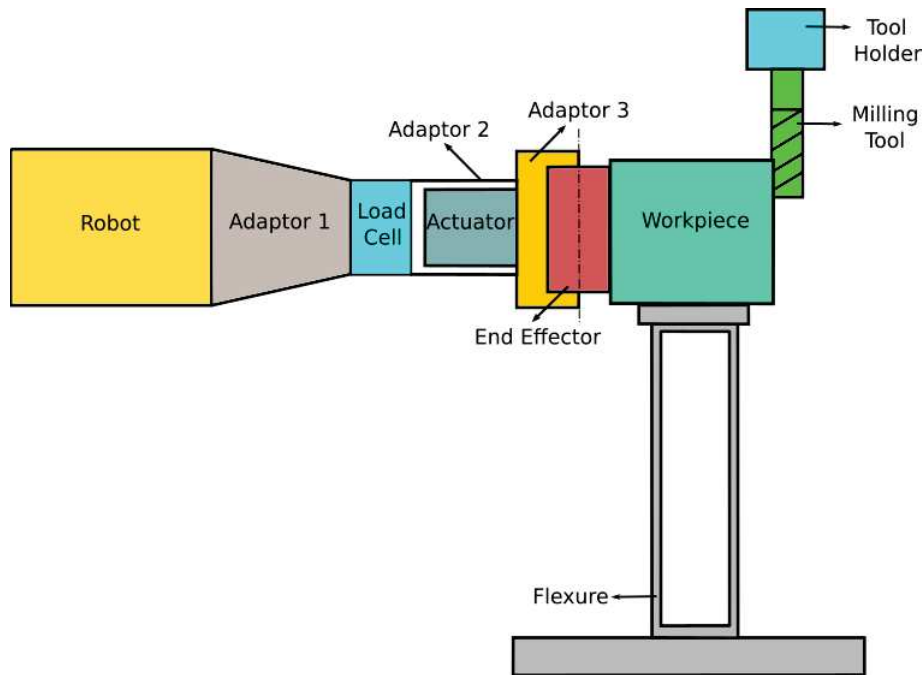 Tool
Holder
Milling
Tool
Adaptor 3
Adaptor 2
Robot
Adaptor 1
Load
Cell
Actuator
Workpiece
End Effector
Flexure